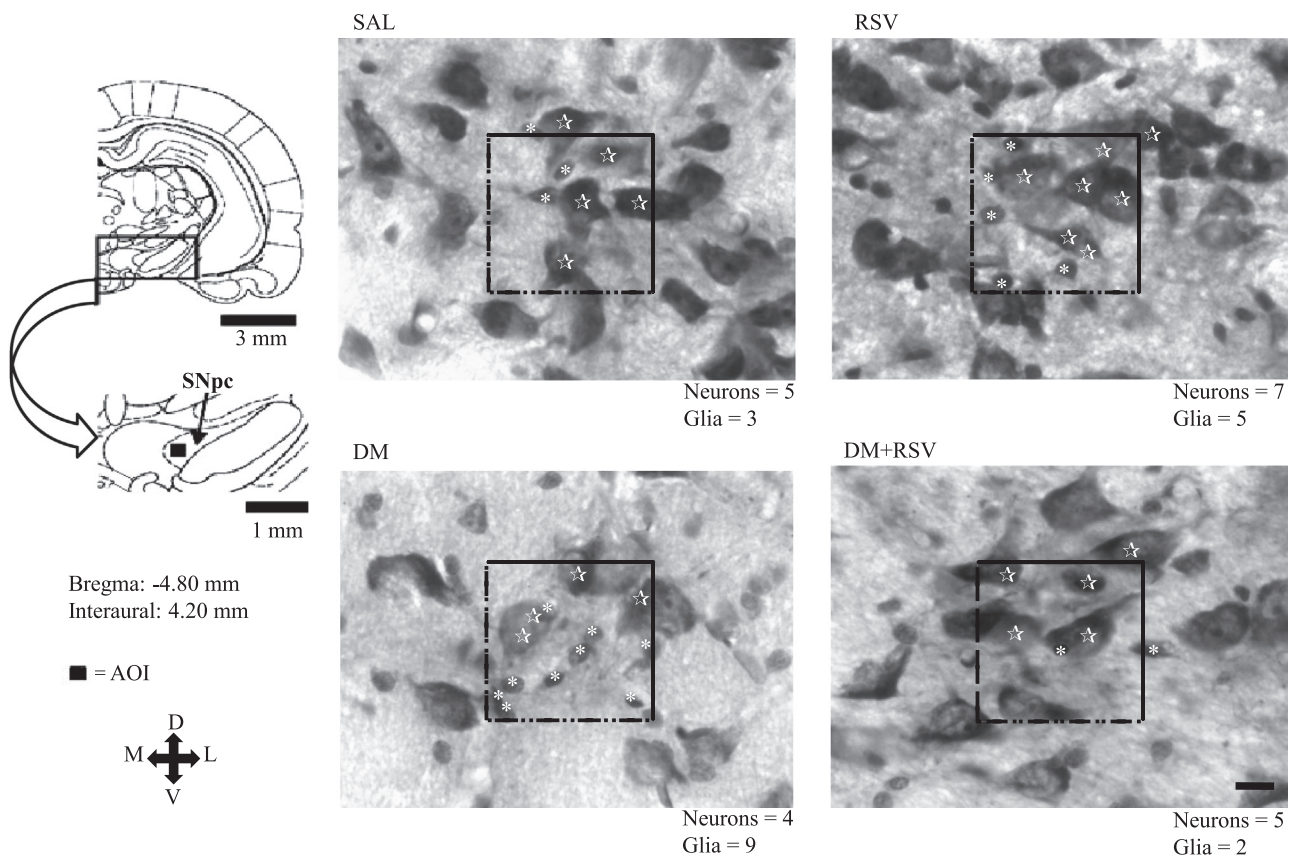 SAL
RSV
3 mm
SNpc
1 mm
Neurons = 5
Glia = 3
Neurons = 7
Glia = 5
DM
DM+RSV
Bregma: -4.80 mm
Interaural: 4.20 mm
= AOI
D
M L
V
Neurons = 4
Glia = 9
Neurons = 5
Glia = 2